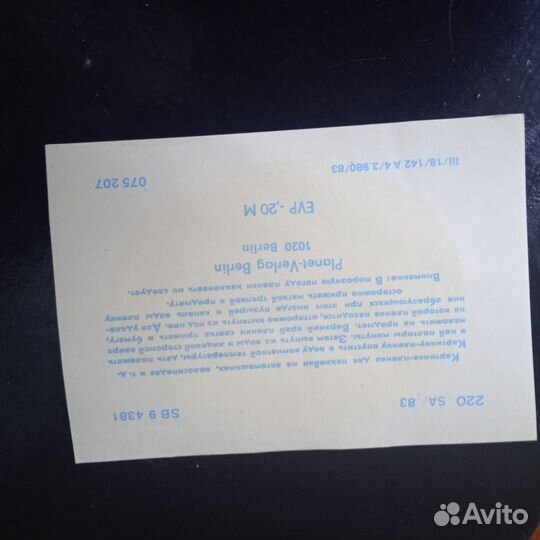 220 . SA / 83
SB 9 4381
Картинка-пленка для наклейки на автомашинах, велосипедах и т. д.
Картинку-пленку опустить в воду комнатной температуры, дать полежать
в ней полторы минуты. Затем вынуть из воды и лицевой стороной вверх
наложить на предмет. Верхний край пленки слегка прижать и бумагу,
на которой пленка находится, осторожно вытянуть из под нее. Для удале-
ния образующихся при этом иногда пузырей и капель воды пленку
осторожно прижать мягкой тряпкой к предмету.
Внимание: В морозную погоду пленки наклеивать не следует.
Planet-Verlag Berlin
1020 Berlin
EVP -,20 M
075 207
III/18/142 A 4/3.980/83
Avito